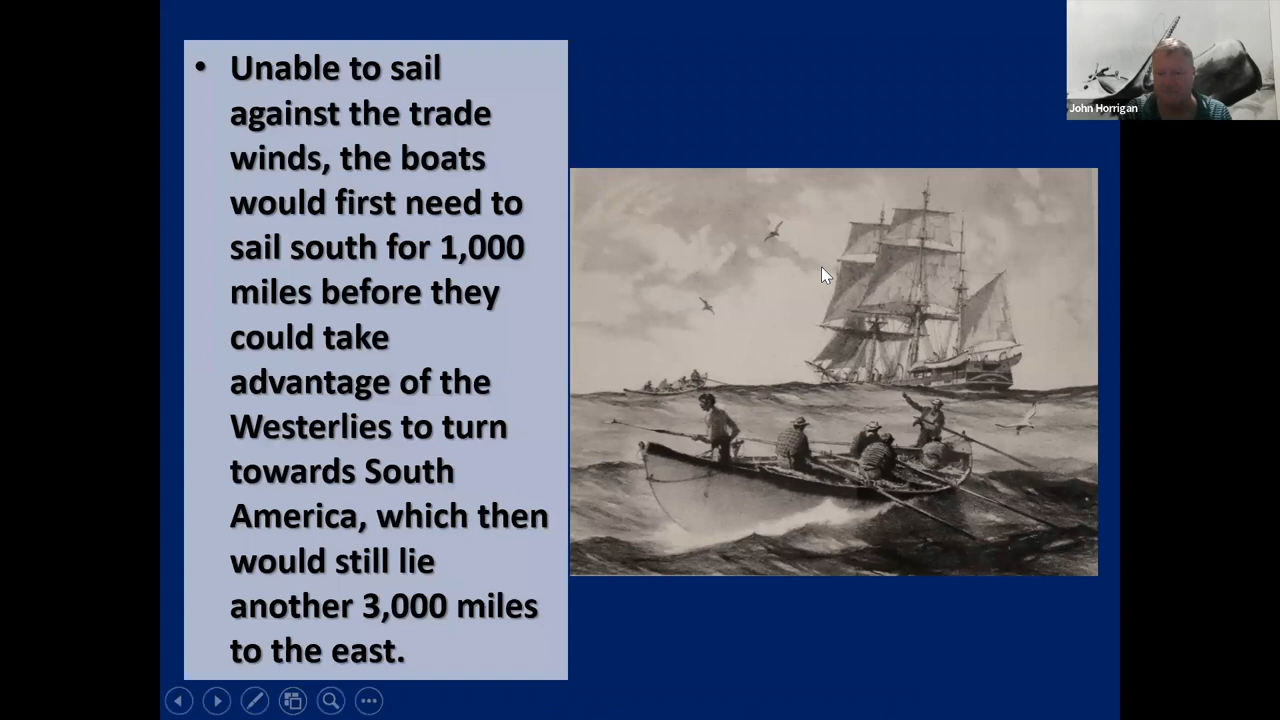 • Unable to sail
against the trade
winds, the boats
would first need to
sail south for 1,000
miles before they
could take
advantage of the
Westerlies to turn
towards South
America, which then
would still lie
another 3,000 miles
to the east.
John Horrigan